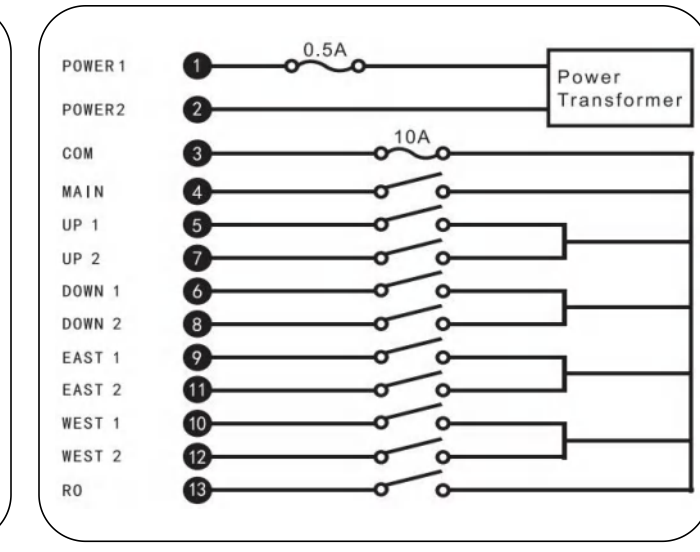 0.5A
POWER1 1
Power
Transformer
POWER2 2
10A
COM 3
MAIN 4
UP 1 5
UP 2 7
DOWN 1 6
DOWN 2 8
EAST 1 9
EAST 2 11
WEST 1 10
WEST 2 12
RO 13